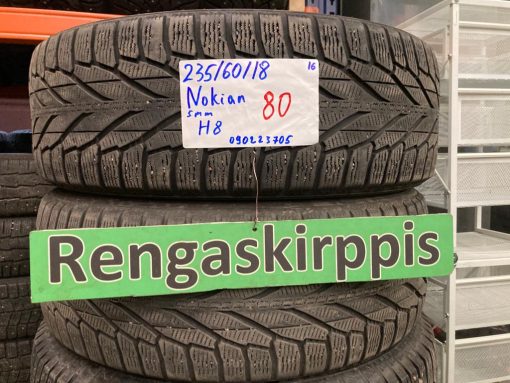 235/60/18 16
Nokian 80
5mm
H8
090223705
Rengaskirppis